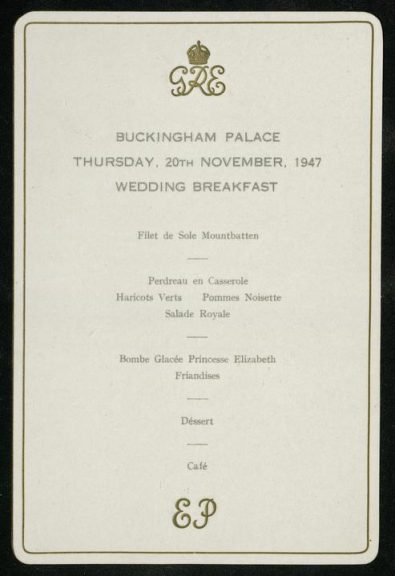 GRE
BUCKINGHAM PALACE
THURSDAY, 20TH NOVEMBER, 1947
WEDDING BREAKFAST
Filet de Sole Mountbatten
Perdreau en Casserole
Haricots Verts Pommes Noisette
Salade Royale
Bombe Glacée Princesse Elizabeth
Friandises
Déssert
Café
EP